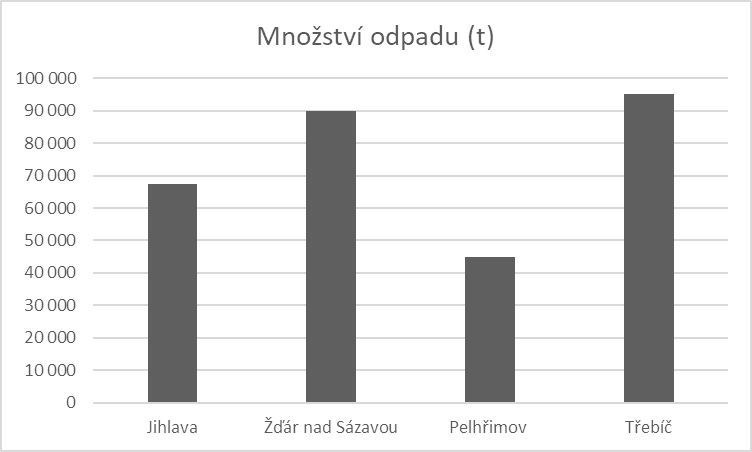 Množství odpadu (t)
100 000
90 000
80 000
70 000
60 000
50 000
40 000
30 000
20 000
10 000
0
Jihlava
Žďár nad Sázavou
Pelhřimov
Třebíč